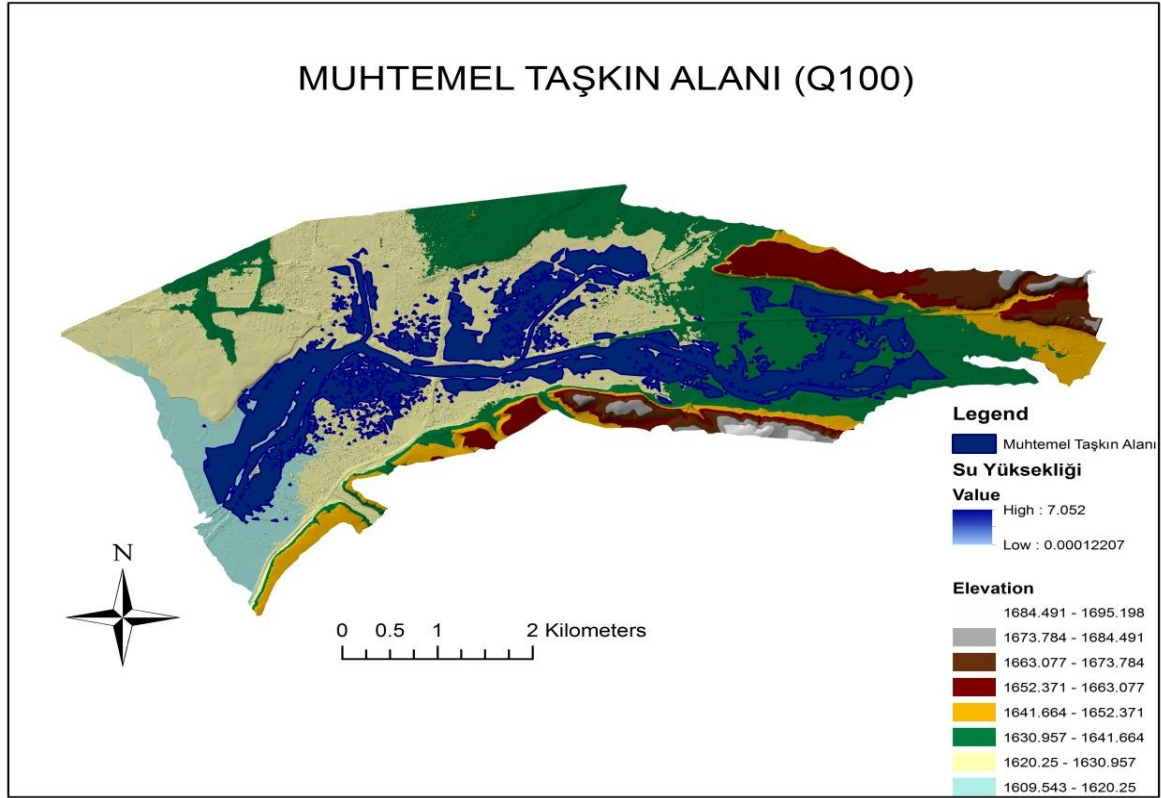 MUHTEMEL TAŞKIN ALANI (Q100)
N
0 0.5 1 2 Kilometers
Legend
Muhtemel Taşkın Alanı
Su Yüksekliği
Value
High : 7.052
Low : 0.00012207
Elevation
1684.491 - 1695.198
1673.784 - 1684.491
1663.077 - 1673.784
1652.371 - 1663.077
1641.664 - 1652.371
1630.957 - 1641.664
1620.25 - 1630.957
1609.543 - 1620.25